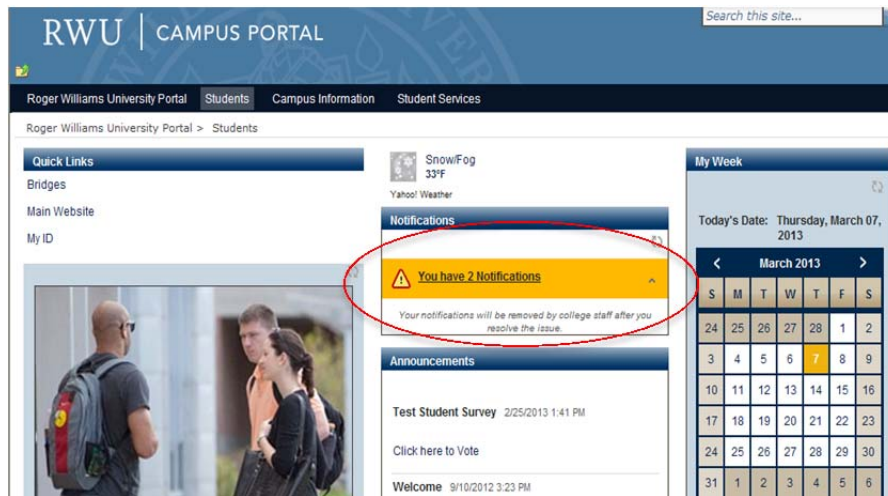 Search this site...
RWU | CAMPUS PORTAL
Roger Williams University Portal Students Campus Information Student Services
Roger Williams University Portal > Students
Quick Links
Bridges
Main Website
My ID
Snow/Fog
33°F
Yahoo! Weather
Notifications
You have 2 Notifications
Your notifications will be removed by college staff after you
resolve the issue.
Announcements
Test Student Survey 2/25/2013 1:41 PM
Click here to Vote
Welcome 9/10/2012 3:23 PM
My Week
Today's Date: Thursday, March 07,
2013
March 2013
S M T W T F S
24 25 26 27 28 1 2
3 4 5 6 7 8 9
10 11 12 13 14 15 16
17 18 19 20 21 22 23
24 25 26 27 28 29 30
31 1 2 3 4 5 6